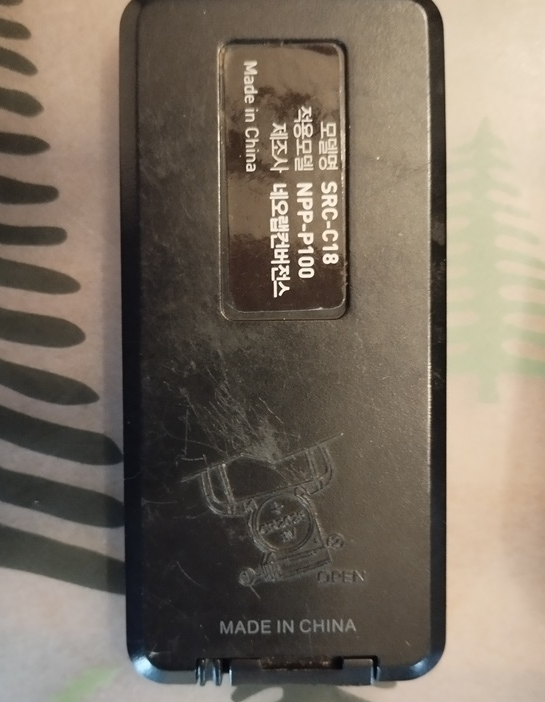 모델명 SRC-C18
적용모델 NPP-P100
제조사 네오렙컨버전스
Made in China
OPEN
MADE IN CHINA